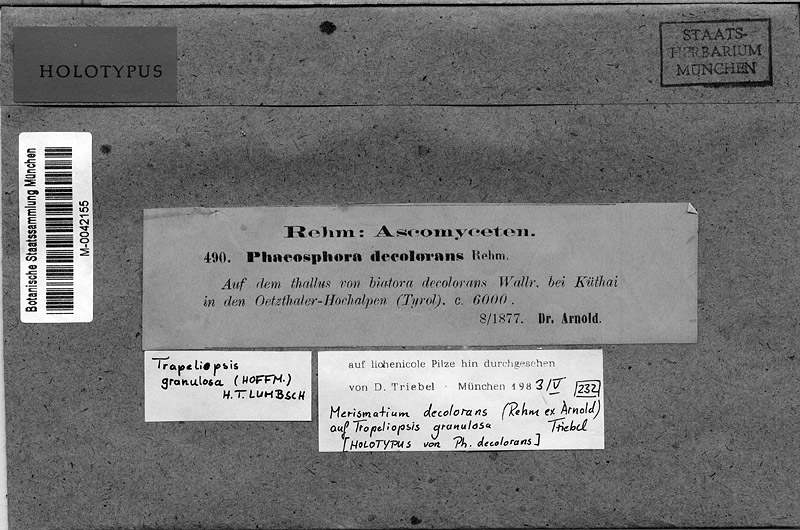 HOLOTYPUS
STAATS-
HERBARIUM
MÜNCHEN
Botanische Staatssammlung München
M-0042155
Rehm: Ascomyceten.
490. Phaeosphora decolorans Rehm.
Auf dem thallus von biatora decolorans Wallr. bei Küthai
in den Oetzthaler-Hochalpen (Tyrol). c. 6000.
8/1877. Dr. Arnold.
Trapeliopsis
granulosa (HOFFM.)
H.T. LUMBSCH
auf lichenicole Pilze hin durchgesehen
von D. Triebel · München 1983/V 232
Merismatium decolorans (Rehm ex Arnold)
auf Trapeliopsis granulosa Triebel
[HOLOTYPUS von Ph. decolorans]